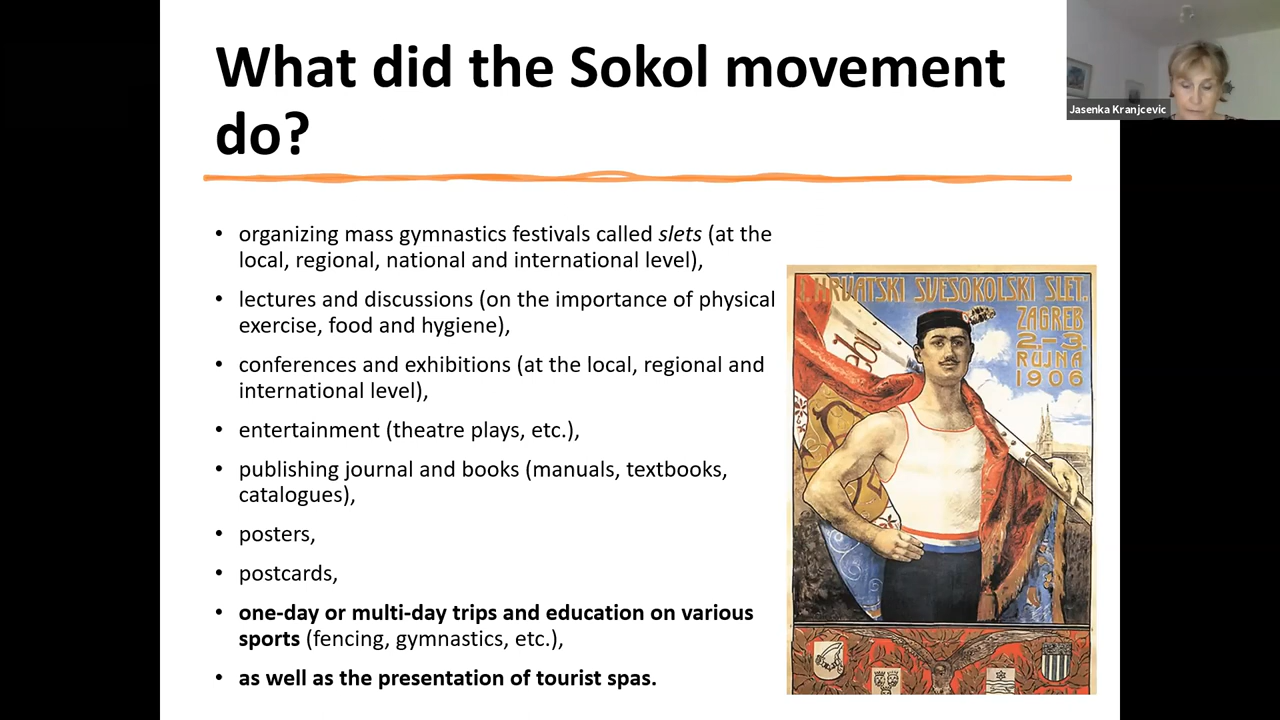 What did the Sokol movement
do?
Jasenka Kranjcevic
• organizing mass gymnastics festivals called slets (at the
local, regional, national and international level),
• lectures and discussions (on the importance of physical
exercise, food and hygiene),
• conferences and exhibitions (at the local, regional and
international level),
• entertainment (theatre plays, etc.),
• publishing journal and books (manuals, textbooks,
catalogues),
• posters,
• postcards,
• one-day or multi-day trips and education on various
sports (fencing, gymnastics, etc.),
• as well as the presentation of tourist spas.
HRVATSKI SVESOKOLSKI SLET.
ZAGREB
2.-3.
RUJNA
1906